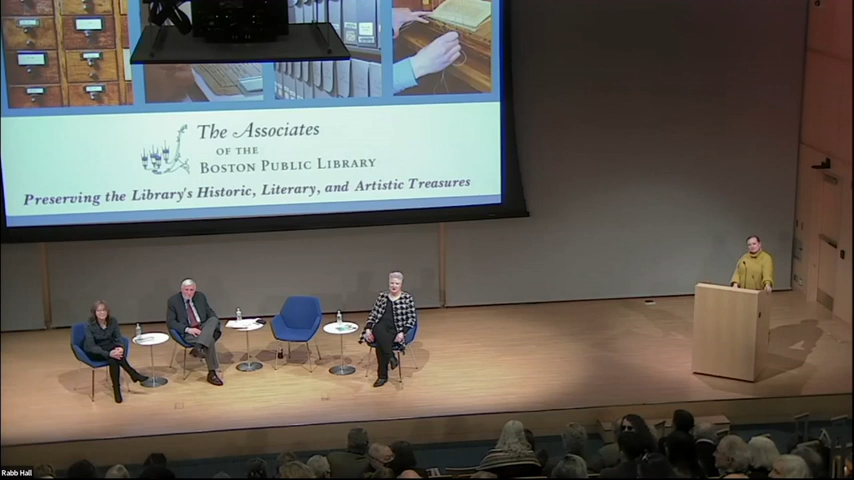 The Associates
OF THE
BOSTON PUBLIC LIBRARY
Preserving the Library's Historic, Literary, and Artistic Treasures
Rabb Hall